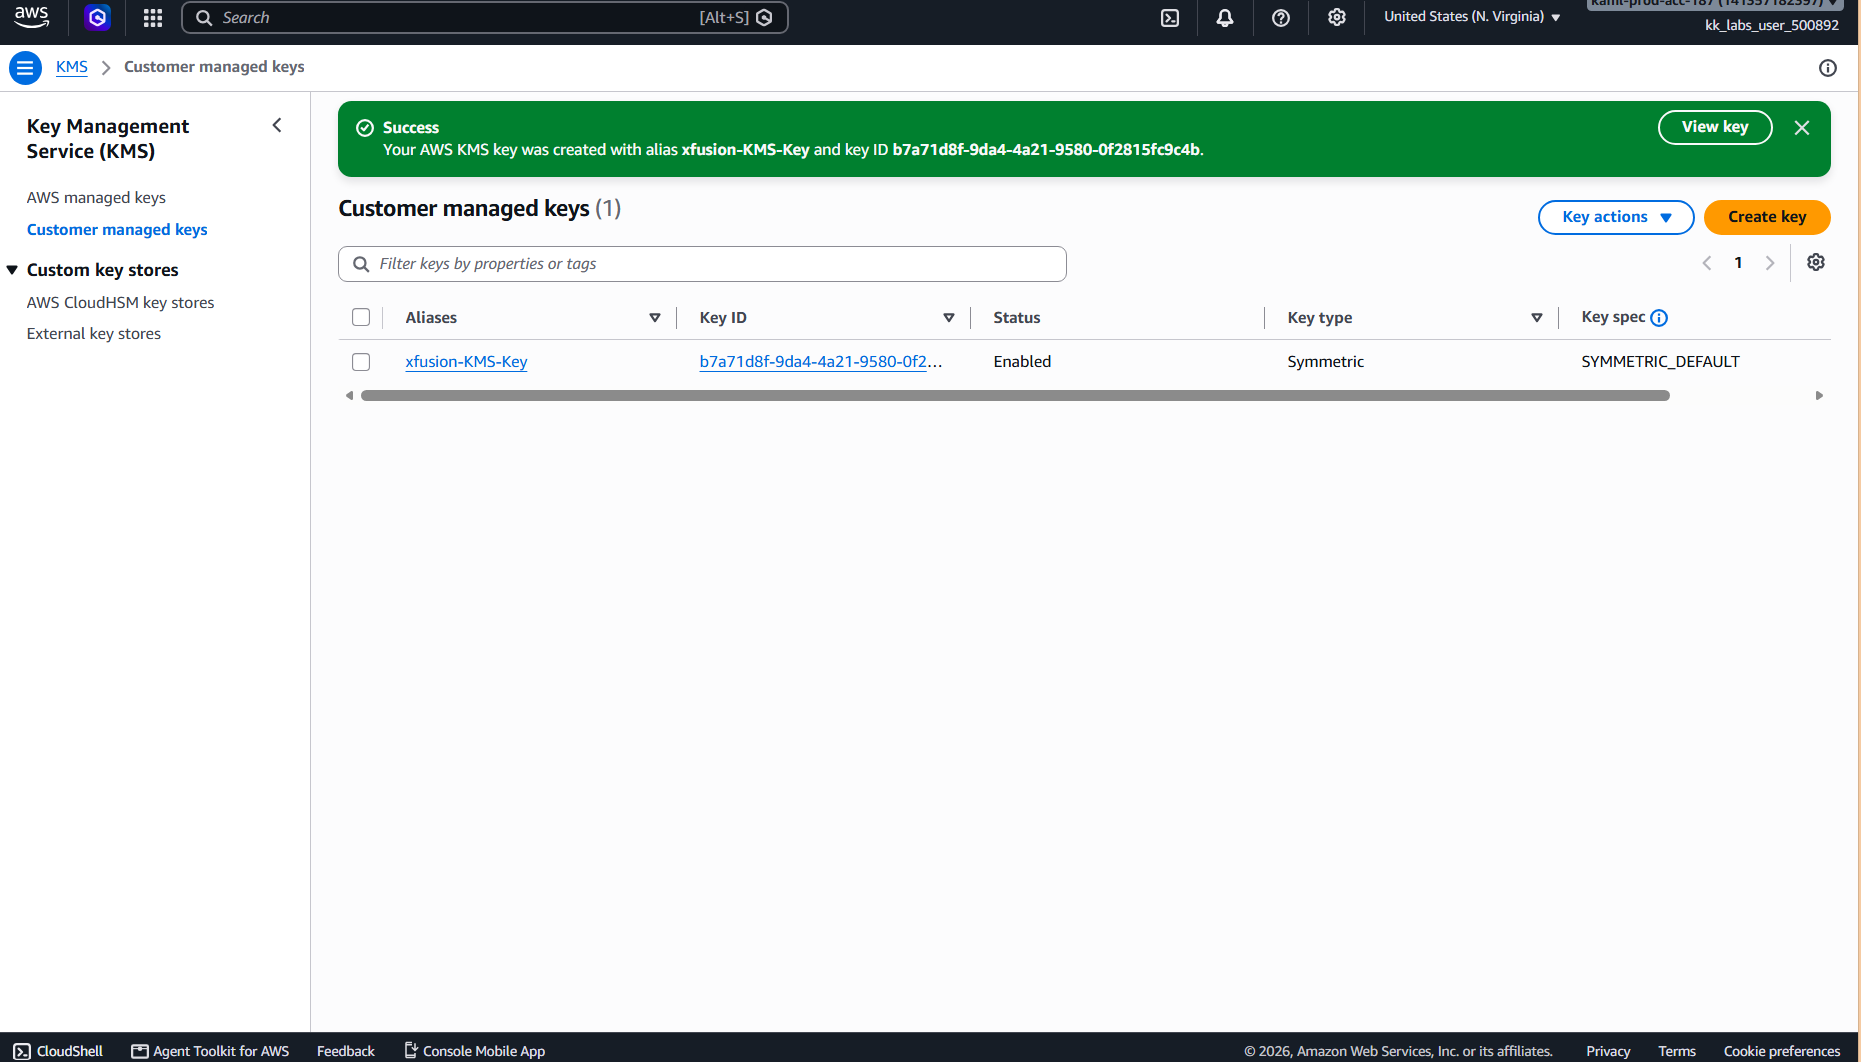 aws
Search
[Alt+S]
United States (N. Virginia)
kk_labs_user_500892
KMS
Customer managed keys
Key Management
Service (KMS)
AWS managed keys
Customer managed keys
Custom key stores
AWS CloudHSM key stores
External key stores
Success
Your AWS KMS key was created with alias xfusion-KMS-Key and key ID b7a71d8f-9da4-4a21-9580-0f2815fc9c4b.
View key
Customer managed keys (1)
Key actions
Create key
Filter keys by properties or tags
1
Aliases
Key ID
Status
Key type
Key spec
xfusion-KMS-Key
b7a71d8f-9da4-4a21-9580-0f2...
Enabled
Symmetric
SYMMETRIC_DEFAULT
CloudShell
Agent Toolkit for AWS
Feedback
Console Mobile App
© 2026, Amazon Web Services, Inc. or its affiliates.
Privacy
Terms
Cookie preferences